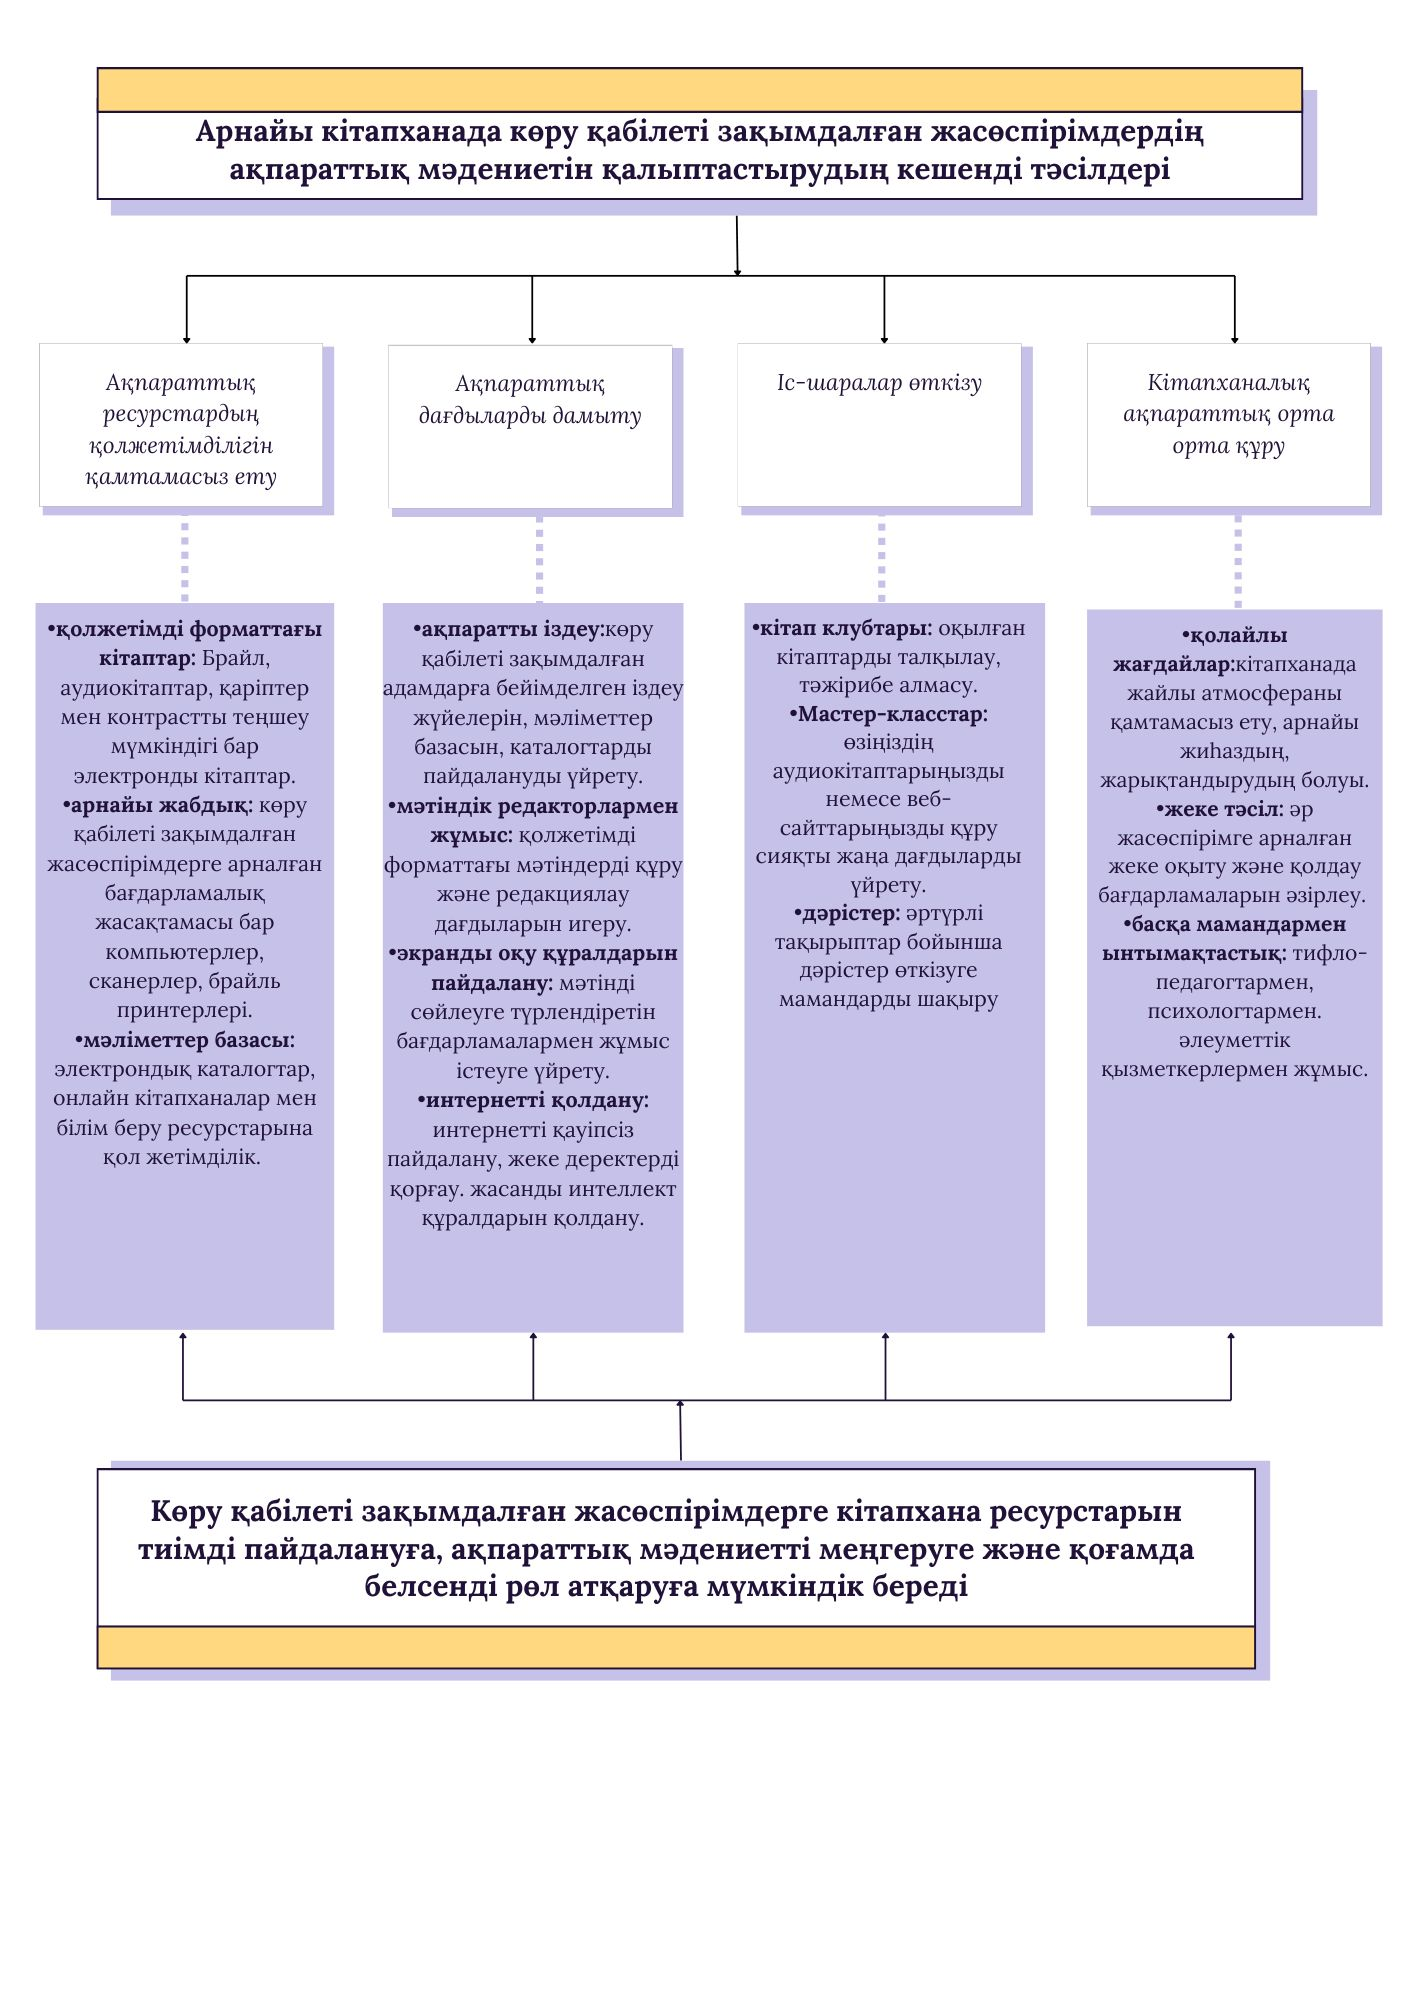 Арнайы кітапханада көру қабілеті зақымдалған жасөспірімдердің
ақпараттық мәдениетін қалыптастырудың кешенді тәсілдері
Ақпараттық
ресурстардың
қолжетімділігін
қамтамасыз ету
Ақпараттық
дағдыларды дамыту
Іс-шаралар өткізу
Кітапханалық
ақпараттық орта
орта құру
•қолжетімді форматтағы
кітаптар: Брайл,
аудиокітаптар, қаріптер
мен контрастты теңшеу
мүмкіндігі бар
электронды кітаптар.
•арнайы жабдық: көру
қабілеті зақымдалған
жасөспірімдерге арналған
бағдарламалық
жасақтамасы бар
компьютерлер,
сканерлер, брайль
принтерлері.
•мәліметтер базасы:
электрондық каталогтар,
онлайн кітапханалар мен
білім беру ресурстарына
қол жетімділік.
•ақпаратты іздеу:көру
қабілеті зақымдалған
адамдарға бейімделген іздеу
жүйелерін, мәліметтер
базасын, каталогтарды
пайдалануды үйрету.
•мәтіндік редакторлармен
жұмыс: қолжетімді
форматтағы мәтіндерді құру
және редакциялау
дағдыларын игеру.
•экранды оқу құралдарын
пайдалану: мәтінді
сөйлеуге түрлендіретін
бағдарламалармен жұмыс
істеуге үйрету.
•интернетті қолдану:
интернетті қауіпсіз
пайдалану, жеке деректерді
қорғау. жасанды интеллект
құралдарын қолдану.
•кітап клубтары: оқылған
кітаптарды талқылау,
тәжірибе алмасу.
•Мастер-класстар:
өзіңіздің
аудиокітаптарыңызды
немесе веб-
сайттарыңызды құру
сияқты жаңа дағдыларды
үйрету.
•дәрістер: әртүрлі
тақырыптар бойынша
дәрістер өткізуге
мамандарды шақыру
•қолайлы
жағдайлар:кітапханада
жайлы атмосфераны
қамтамасыз ету, арнайы
жиһаздың,
жарықтандырудың болуы.
•жеке тәсіл: әр
жасөспірімге арналған
жеке оқыту және қолдау
бағдарламаларын әзірлеу.
•басқа мамандармен
ынтымақтастық: тифло-
педагогтармен,
психологтармен.
әлеуметтік
қызметкерлермен жұмыс.
Көру қабілеті зақымдалған жасөспірімдерге кітапхана ресурстарын
тиімді пайдалануға, ақпараттық мәдениетті меңгеруге және қоғамда
белсенді рөл атқаруға мүмкіндік береді